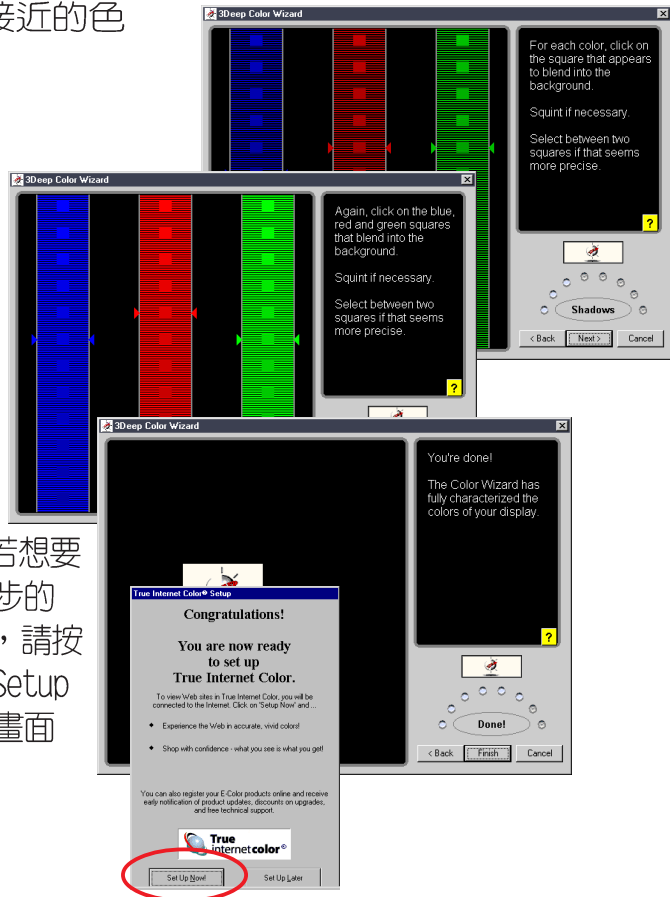 接近的色
3Deep Color Wizard
For each color, click on
the square that appears
to blend into the
background.
Squint if necessary.
Select between two
squares if that seems
more precise.
?
Shadows
< Back
Next >
Cancel
3Deep Color Wizard
Again, click on the blue,
red and green squares
that blend into the
background.
Squint if necessary.
Select between two
squares if that seems
more precise.
?
3Deep Color Wizard
You're done!
The Color Wizard has
fully characterized the
colors of your display.
?
Done!
< Back
Finish
Cancel
若想要
步的
，請按
Setup
畫面
True Internet Color® Setup
Congratulations!
You are now ready
to set up
True Internet Color.
To view Web sites in True Internet Color, you will be
connected to the Internet. Click on 'Setup Now' and ...
◆ Experience the Web in accurate, vivid colors!
◆ Shop with confidence - what you see is what you get!
You can also register your E-Color products online and receive
early notification of product updates, discounts on upgrades,
and free technical support.
True
internetcolor®
Set Up Now!
Set Up Later